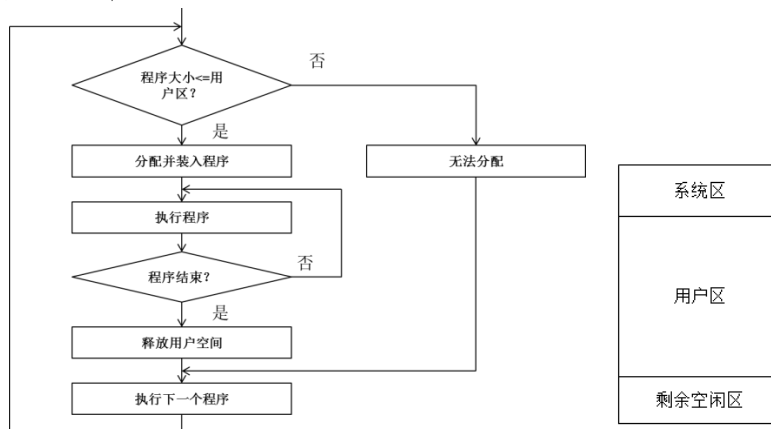 程序大小<=用
户区?
否
是
分配并装入程序
无法分配
执行程序
程序结束?
否
是
释放用户空间
执行下一个程序
系统区
用户区
剩余空闲区